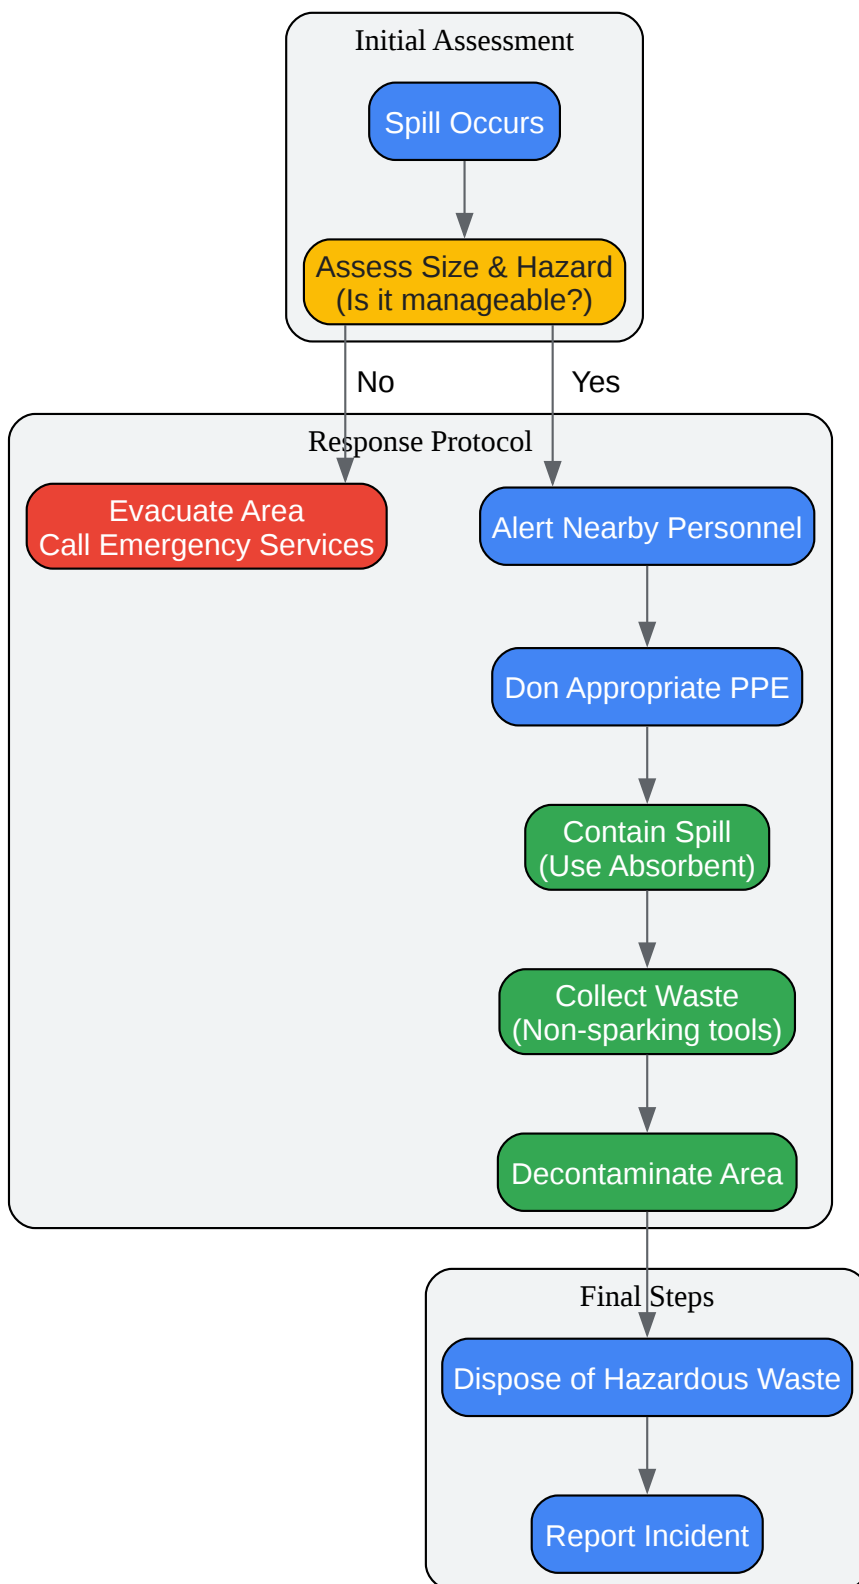 Initial Assessment
Spill Occurs
Assess Size & Hazard
(Is it manageable?)
No
Yes
Response Protocol
Evacuate Area
Call Emergency Services
Alert Nearby Personnel
Don Appropriate PPE
Contain Spill
(Use Absorbent)
Collect Waste
(Non-sparking tools)
Decontaminate Area
Final Steps
Dispose of Hazardous Waste
Report Incident